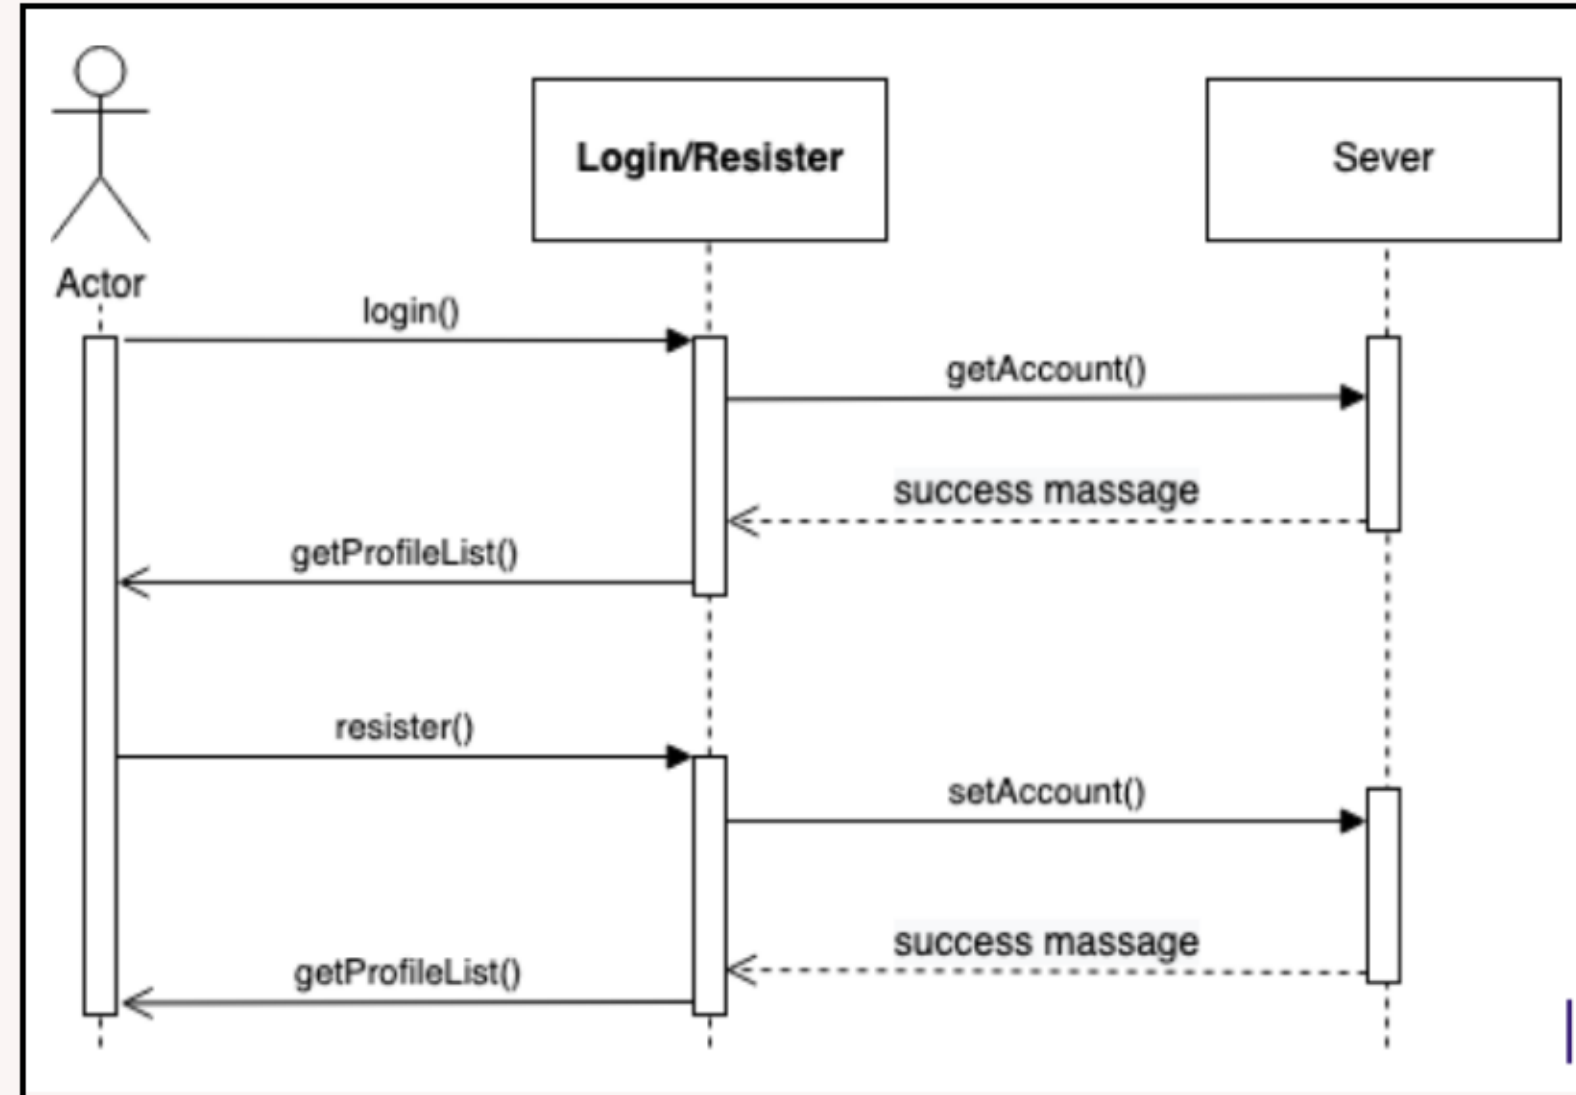 Login/Resister
Sever
Actor
login()
getAccount()
success massage
getProfileList()
resister()
setAccount()
success massage
getProfileList()